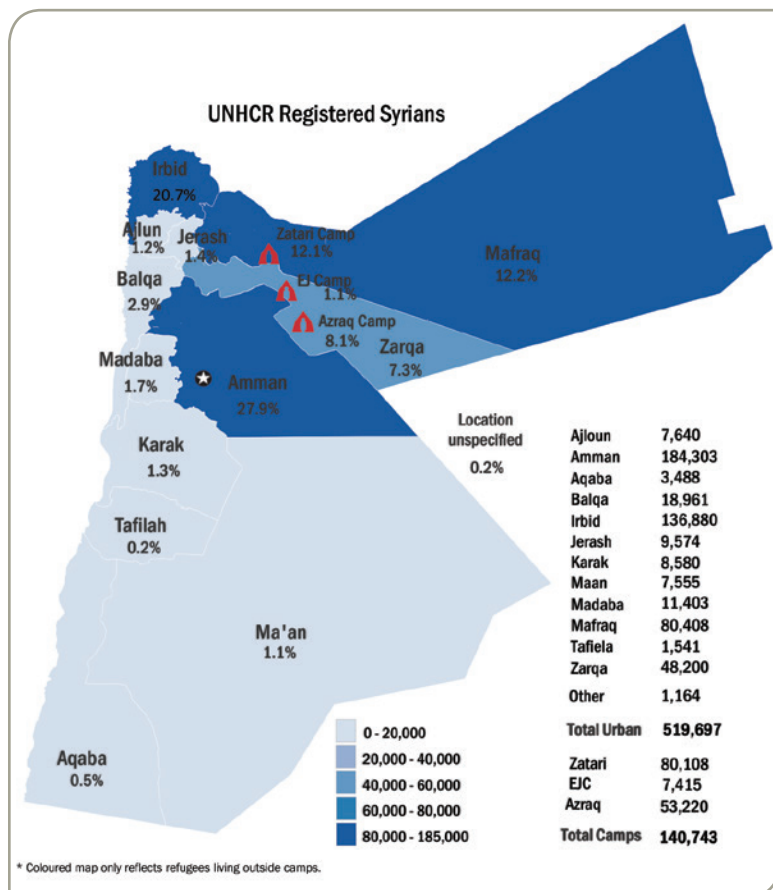 UNHCR Registered Syrians
Irbid
20.7%
Ajlun
1.2%
Jerash
1.4%
Zatari Camp
12.1%
Mafraq
12.2%
Balqa
2.9%
EJ Camp
1.1%
Azraq Camp
8.1%
Zarqa
7.3%
Madaba
1.7%
Amman
27.9%
Location
unspecified
0.2%
Karak
1.3%
Tafilah
0.2%
Ma'an
1.1%
Aqaba
0.5%
0 - 20,000
20,000 - 40,000
40,000 - 60,000
60,000 - 80,000
80,000 - 185,000
Ajloun 7,640
Amman 184,303
Aqaba 3,488
Balqa 18,961
Irbid 136,880
Jerash 9,574
Karak 8,580
Maan 7,555
Madaba 11,403
Mafraq 80,408
Tafiela 1,541
Zarqa 48,200
Other 1,164
Total Urban 519,697
Zatari 80,108
EJC 7,415
Azraq 53,220
Total Camps 140,743
* Coloured map only reflects refugees living outside camps.